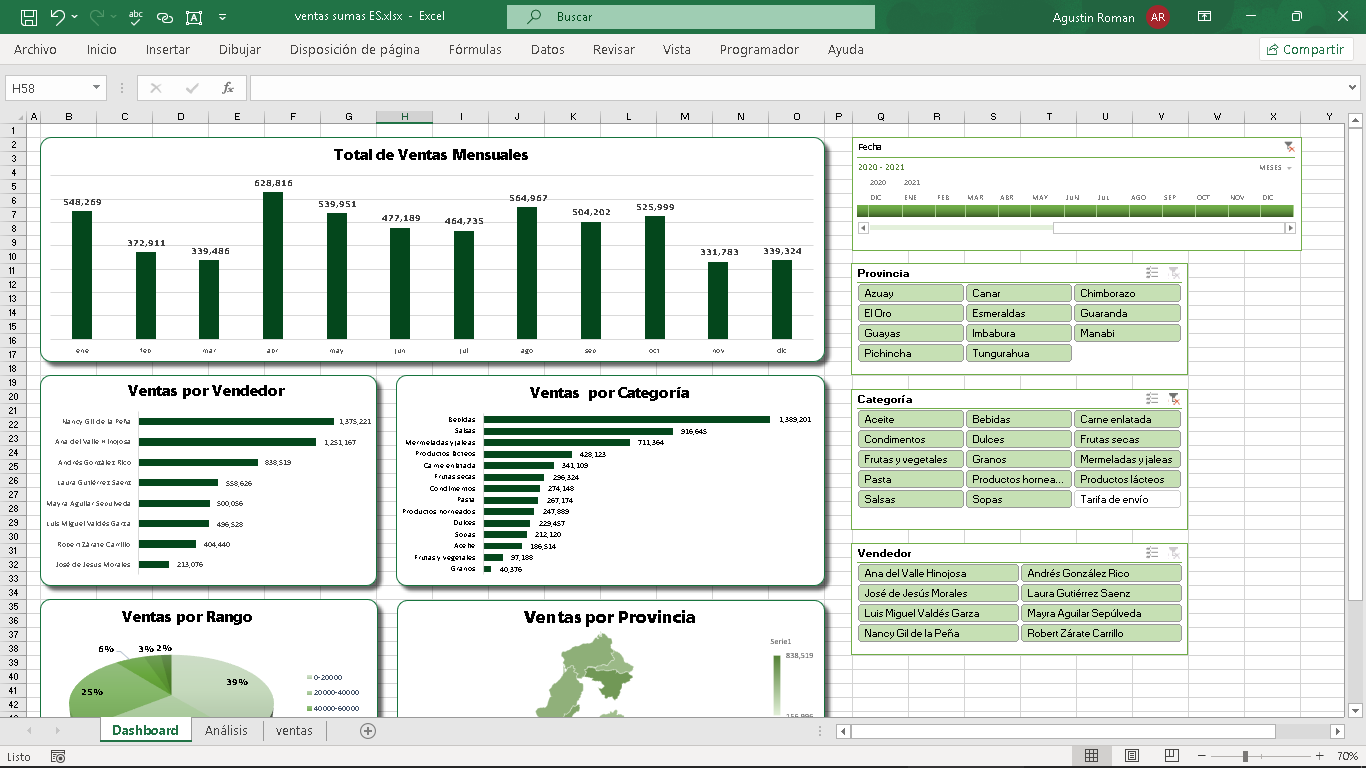 ventas sumas ES.xlsx - Excel
Buscar
Agustin Roman AR
Archivo Inicio Insertar Dibujar Disposición de página Fórmulas Datos Revisar Vista Programador Ayuda Compartir
H58
fx
A B C D E F G H I J K L M N O P Q R S T U V W X Y
1 2 3 4 5 6 7 8 9 10 11 12 13 14 15 16 17 18 19 20 21 22 23 24 25 26 27 28 29 30 31 32 33 34 35 36 37 38 39 40 41 42
Total de Ventas Mensuales
548,269 372,911 339,486 628,816 539,951 477,189 464,735 564,967 504,202 525,999 331,783 339,324
ene feb mar abr may jun jul ago sep oct nov dic
Ventas por Vendedor
Nancy Gil de la Peña 1,375,221
Ana del Valle Hinojosa 1,251,167
Andrés González Rico 838,519
Laura Gutiérrez Saenz 558,626
Mayra Aguilar Sepúlveda 500,056
Luis Miguel Valdés Garza 496,528
Robert Zárate Carrillo 404,440
José de Jesús Morales 213,076
Ventas por Categoría
Bebidas 1,389,201
Salsas 916,645
Mermeladas y jaleas 711,364
Productos lácteos 428,123
Carne enlatada 341,109
Frutas secas 296,324
Condimentos 274,148
Pasta 267,174
Productos horneados 247,889
Dulces 229,457
Sopas 212,120
Aceite 186,514
Frutas y vegetales 97,188
Granos 40,376
Ventas por Rango
6% 3% 2%
25%
39%
0-20000
20000-40000
40000-60000
Ventas por Provincia
Serie1
838,519
Fecha
2020 - 2021 MESES
2020 2021
DIC ENE FEB MAR ABR MAY JUN JUL AGO SEP OCT NOV DIC
Provincia
Azuay Canar Chimborazo
El Oro Esmeraldas Guaranda
Guayas Imbabura Manabi
Pichincha Tungurahua
Categoría
Aceite Bebidas Carne enlatada
Condimentos Dulces Frutas secas
Frutas y vegetales Granos Mermeladas y jaleas
Pasta Productos hornea... Productos lácteos
Salsas Sopas Tarifa de envío
Vendedor
Ana del Valle Hinojosa Andrés González Rico
José de Jesús Morales Laura Gutiérrez Saenz
Luis Miguel Valdés Garza Mayra Aguilar Sepúlveda
Nancy Gil de la Peña Robert Zárate Carrillo
Dashboard Análisis ventas
Listo
70%